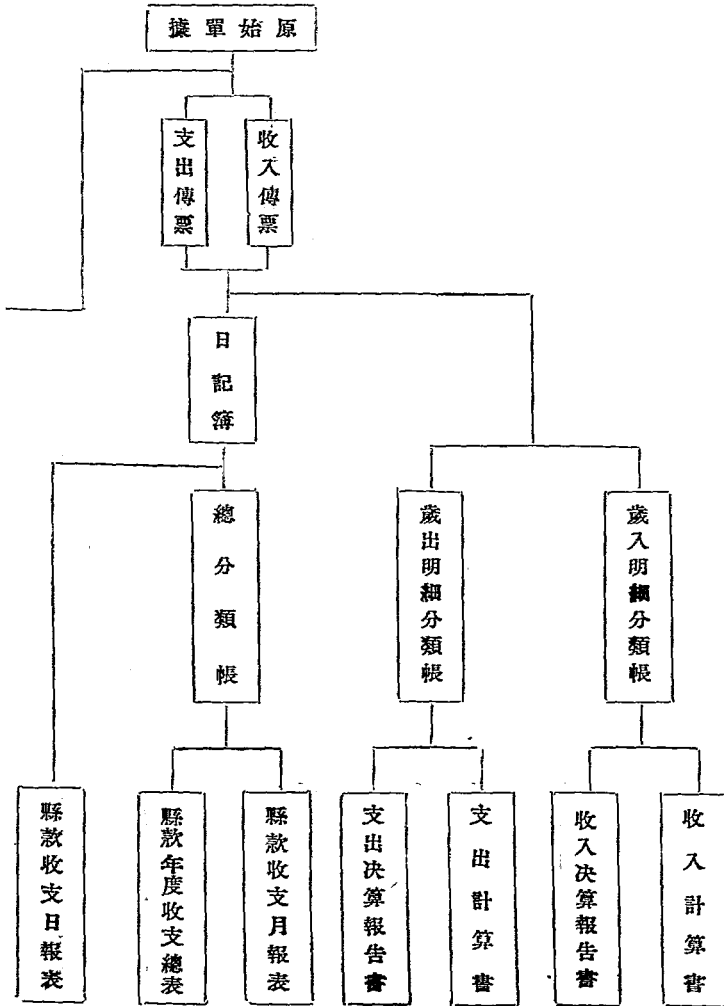 原始單據
收入傳票
支出傳票
日記簿
歲入明細分類帳
歲出明細分類帳
總分類帳
收入計算書
收入決算報告書
支出計算書
支出決算報告書
縣款收支月報表
縣款年度收支總表
縣款收支日報表